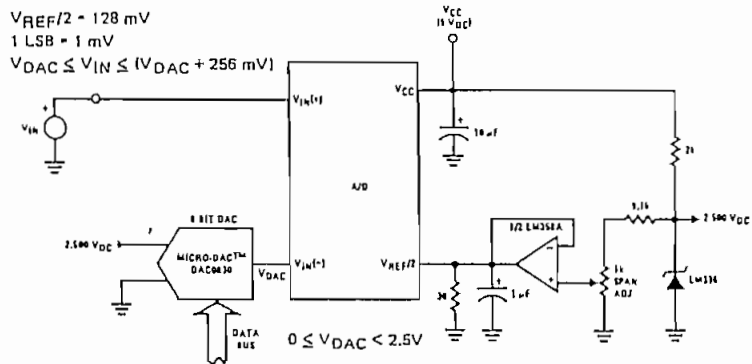 VREF/2 = 128 mV
1 LSB = 1 mV
VDAC ≤ VIN ≤ (VDAC + 256 mV)
VCC
(5 VDC)
VIN(+)
VCC
+
VIN
+
10 μF
2k
A/D
8 BIT DAC
2.500 VDC
MICRO-DAC™
DAC0830
VDAC
VIN(−)
VREF/2
1/2 LM358A
−
+
1k
SPAN
ADJ
2.500 VDC
LM336
+
1 μF
DATA
BUS
0 ≤ VDAC < 2.5V